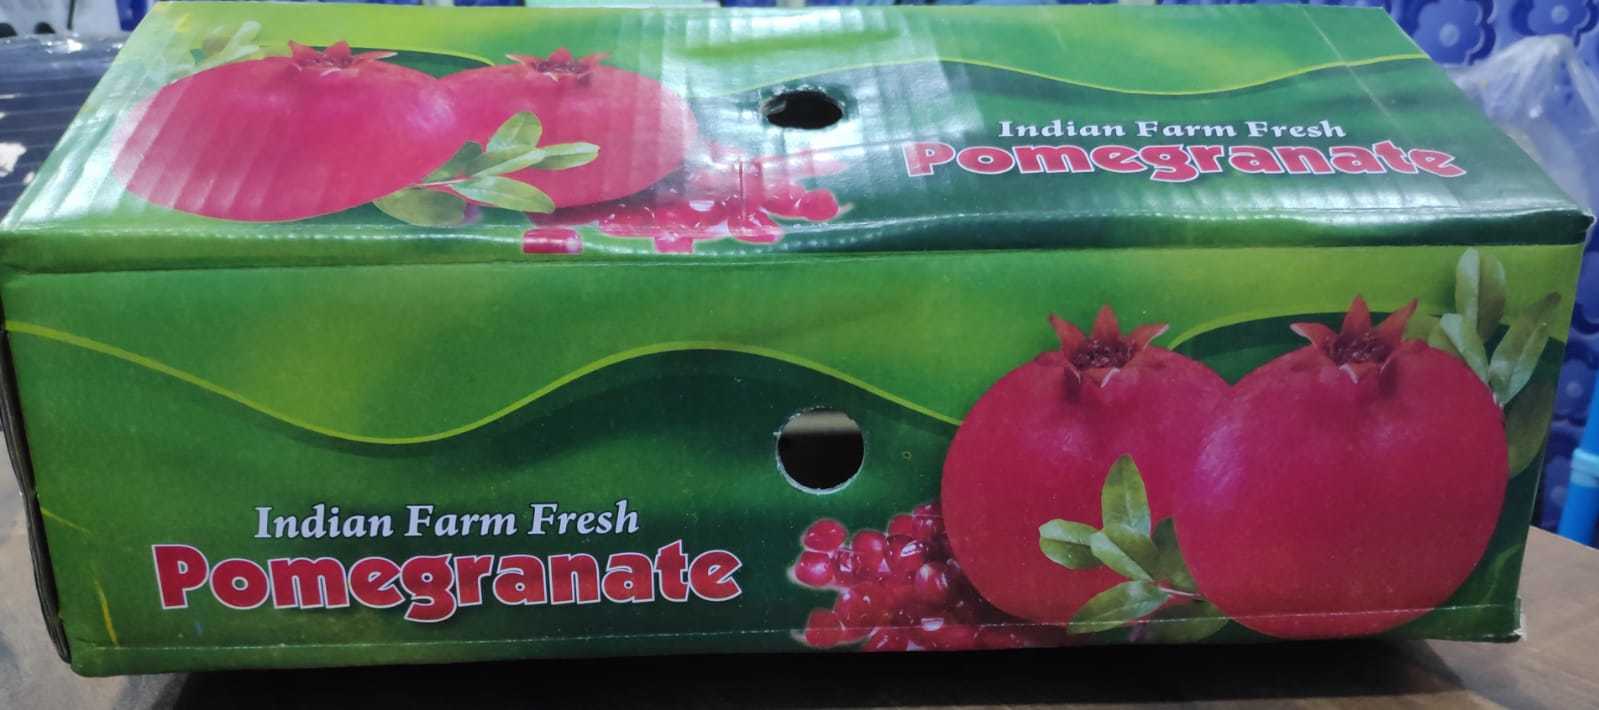 Indian Farm Fresh
Pomegranate
Indian Farm Fresh
Pomegranate